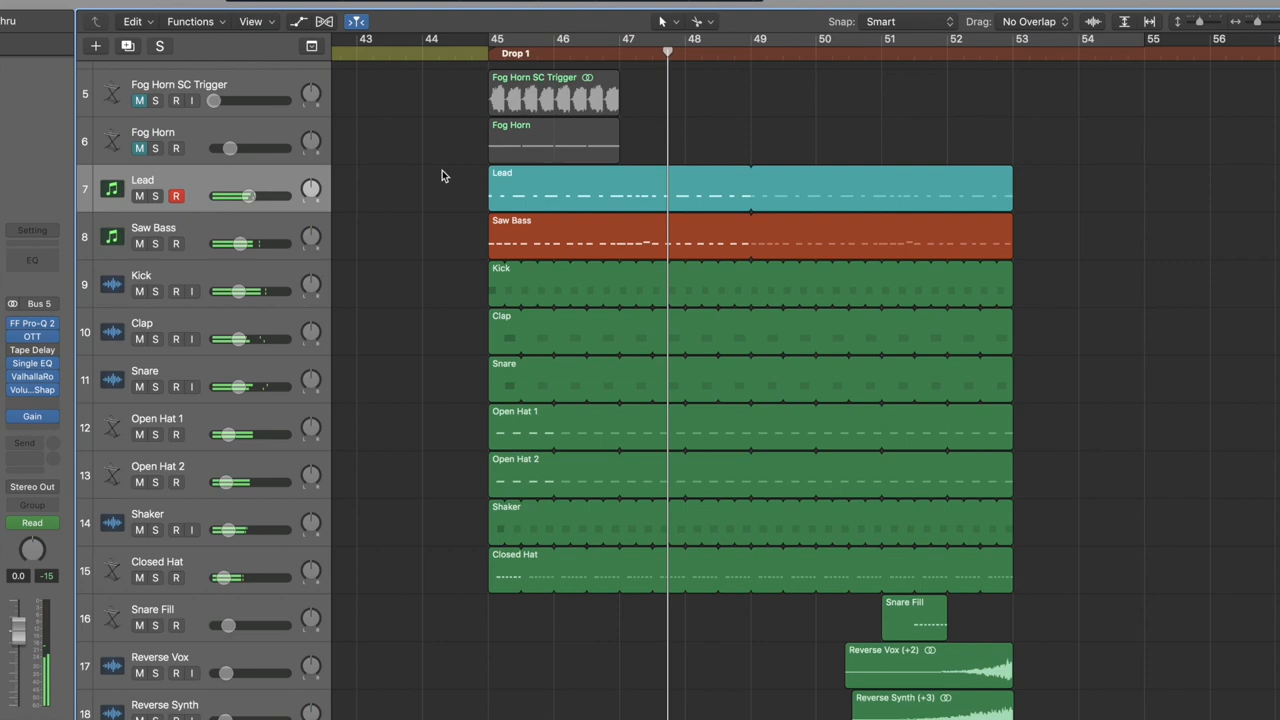 hru
Edit Functions View Snap: Smart Drag: No Overlap
43 44 45 46 47 48 49 50 51 52 53 54 55 56
S
Drop 1
5 Fog Horn SC Trigger
M S R I
Fog Horn SC Trigger
6 Fog Horn
M S R
Fog Horn
7 Lead
M S R
Lead
8 Saw Bass
M S R
Saw Bass
9 Kick
M S R I
Kick
10 Clap
M S R I
Clap
11 Snare
M S R I
Snare
12 Open Hat 1
M S R
Open Hat 1
13 Open Hat 2
M S R
Open Hat 2
14 Shaker
M S R I
Shaker
15 Closed Hat
M S R
Closed Hat
16 Snare Fill
M S R
Snare Fill
17 Reverse Vox
M S R I
Reverse Vox (+2)
18 Reverse Synth
Reverse Synth (+3)
Setting
EQ
Bus 5
FF Pro-Q 2
OTT
Tape Delay
Single EQ
ValhallaRo
Volu...Shap
Gain
Send
Stereo Out
Group
Read
0.0 -15